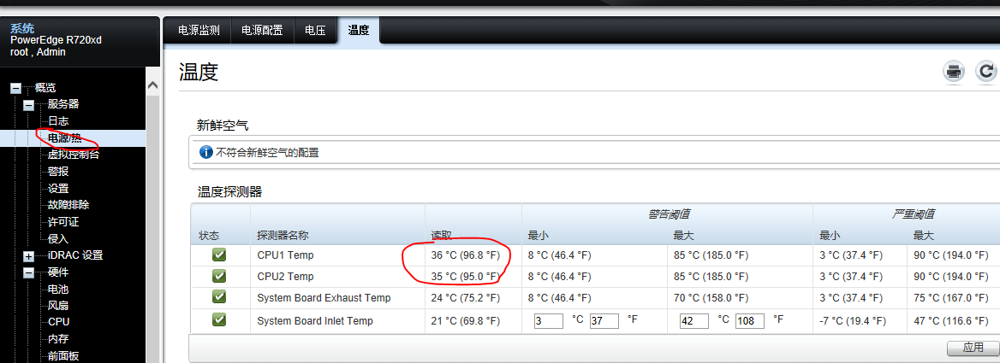 系统
PowerEdge R720xd
root , Admin
概览
服务器
日志
电源/热
虚拟控制台
警报
设置
故障排除
许可证
侵入
iDRAC 设置
硬件
电池
风扇
CPU
内存
前面板
电源监测 电源配置 电压 温度
温度
新鲜空气
i 不符合新鲜空气的配置
温度探测器
警告阈值 严重阈值
状态 探测器名称 读取 最小 最大 最小 最大
CPU1 Temp 36 °C (96.8 °F) 8 °C (46.4 °F) 85 °C (185.0 °F) 3 °C (37.4 °F) 90 °C (194.0 °F)
CPU2 Temp 35 °C (95.0 °F) 8 °C (46.4 °F) 85 °C (185.0 °F) 3 °C (37.4 °F) 90 °C (194.0 °F)
System Board Exhaust Temp 24 °C (75.2 °F) 8 °C (46.4 °F) 70 °C (158.0 °F) 3 °C (37.4 °F) 75 °C (167.0 °F)
System Board Inlet Temp 21 °C (69.8 °F) 3 °C 37 °F 42 °C 108 °F -7 °C (19.4 °F) 47 °C (116.6 °F)
应用